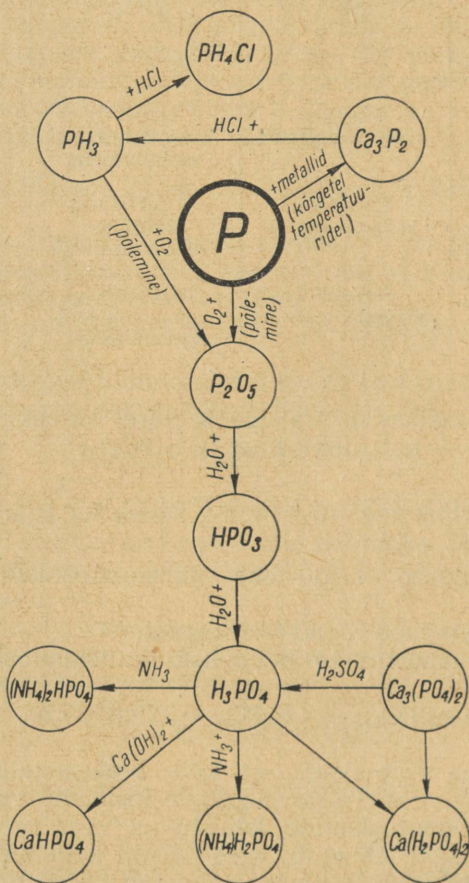 PH₄Cl
+HCl
HCl+
PH₃
Ca₃P₂
+metallid
(kõrgetel
temperatuu-
ridel)
P
+O₂
(põlemine)
O₂+
(põle-
mine)
P₂O₅
H₂O+
HPO₃
H₂O+
(NH₄)₂HPO₄
NH₃
H₃PO₄
H₂SO₄
Ca₃(PO₄)₂
Ca(OH)₂+
NH₃+
CaHPO₄
(NH₄)H₂PO₄
Ca(H₂PO₄)₂